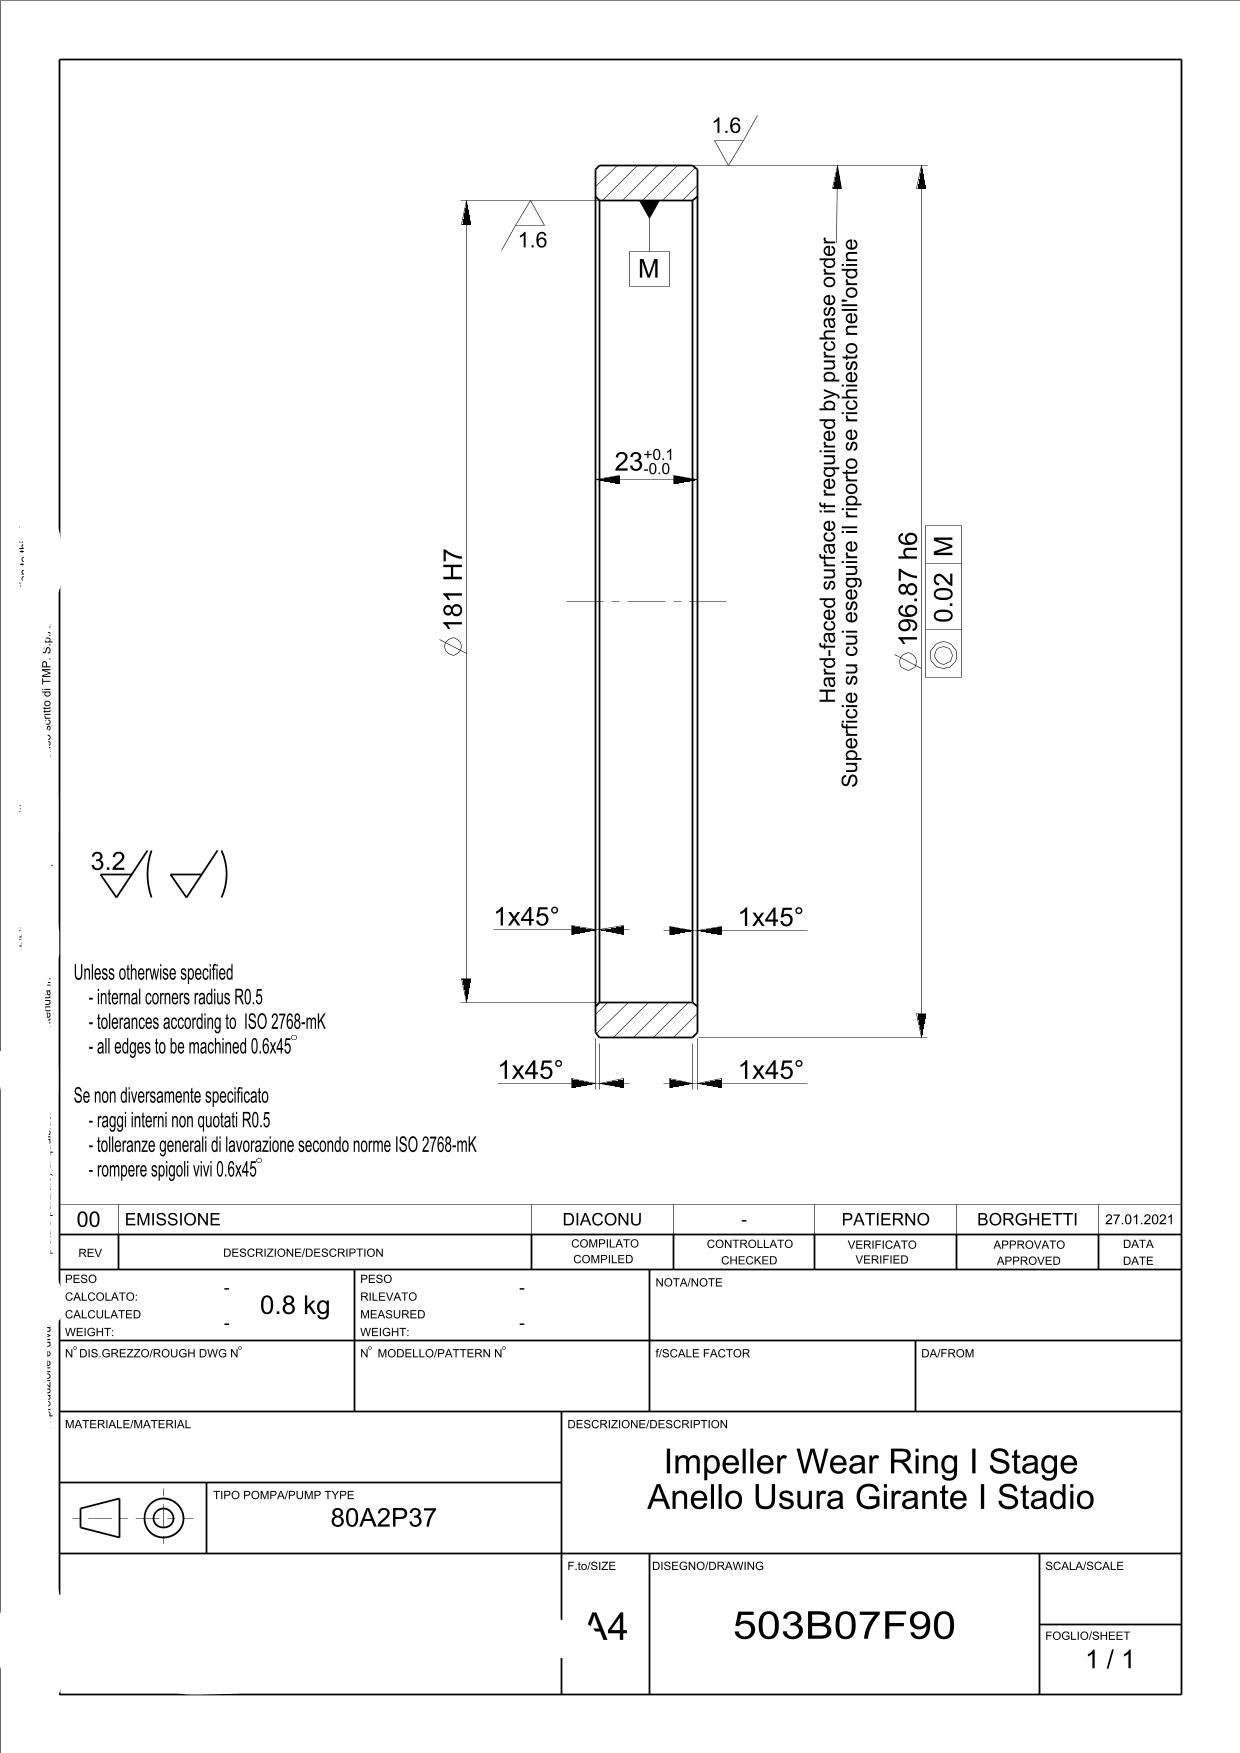 1.6
1.6
M
Hard-faced surface if required by purchase order
Superficie su cui eseguire il riporto se richiesto nell'ordine
23 +0.1
-0.0
⌀ 181 H7
⌀ 196.87 h6
◎ 0.02 M
scritto di TMP. S.p.
3.2 ( )
1x45°
1x45°
1x45°
1x45°
Unless otherwise specified
- internal corners radius R0.5
- tolerances according to ISO 2768-mK
- all edges to be machined 0.6x45°
Se non diversamente specificato
- raggi interni non quotati R0.5
- tolleranze generali di lavorazione secondo norme ISO 2768-mK
- rompere spigoli vivi 0.6x45°
00 EMISSIONE DIACONU - PATIERNO BORGHETTI 27.01.2021
REV DESCRIZIONE/DESCRIPTION COMPILATO CONTROLLATO VERIFICATO APPROVATO DATA
COMPILED CHECKED VERIFIED APPROVED DATE
PESO
CALCOLATO: -
CALCULATED
WEIGHT: -
0.8 kg
PESO
RILEVATO -
MEASURED
WEIGHT: -
NOTA/NOTE
N° DIS.GREZZO/ROUGH DWG N°
N° MODELLO/PATTERN N°
f/SCALE FACTOR
DA/FROM
MATERIALE/MATERIAL
DESCRIZIONE/DESCRIPTION
Impeller Wear Ring I Stage
Anello Usura Girante I Stadio
TIPO POMPA/PUMP TYPE
80A2P37
F.to/SIZE
A4
DISEGNO/DRAWING
503B07F90
SCALA/SCALE
FOGLIO/SHEET
1 / 1